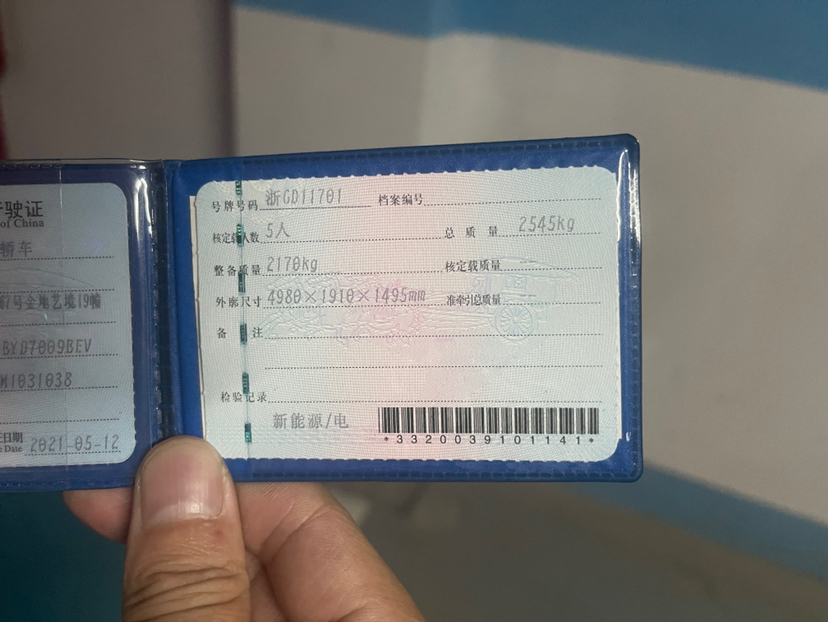 驶证
of China
轿车
号金地艺境19幢
BYD7009BEV
M1031038
日期
Date 2021-05-12
号牌号码 浙GD11701 档案编号
核定载人数 5人 总质量 2545kg
整备质量 2170kg 核定载质量
外廓尺寸 4980×1910×1495mm 准牵引总质量
备注
检验记录
新能源/电
*3320039101141*